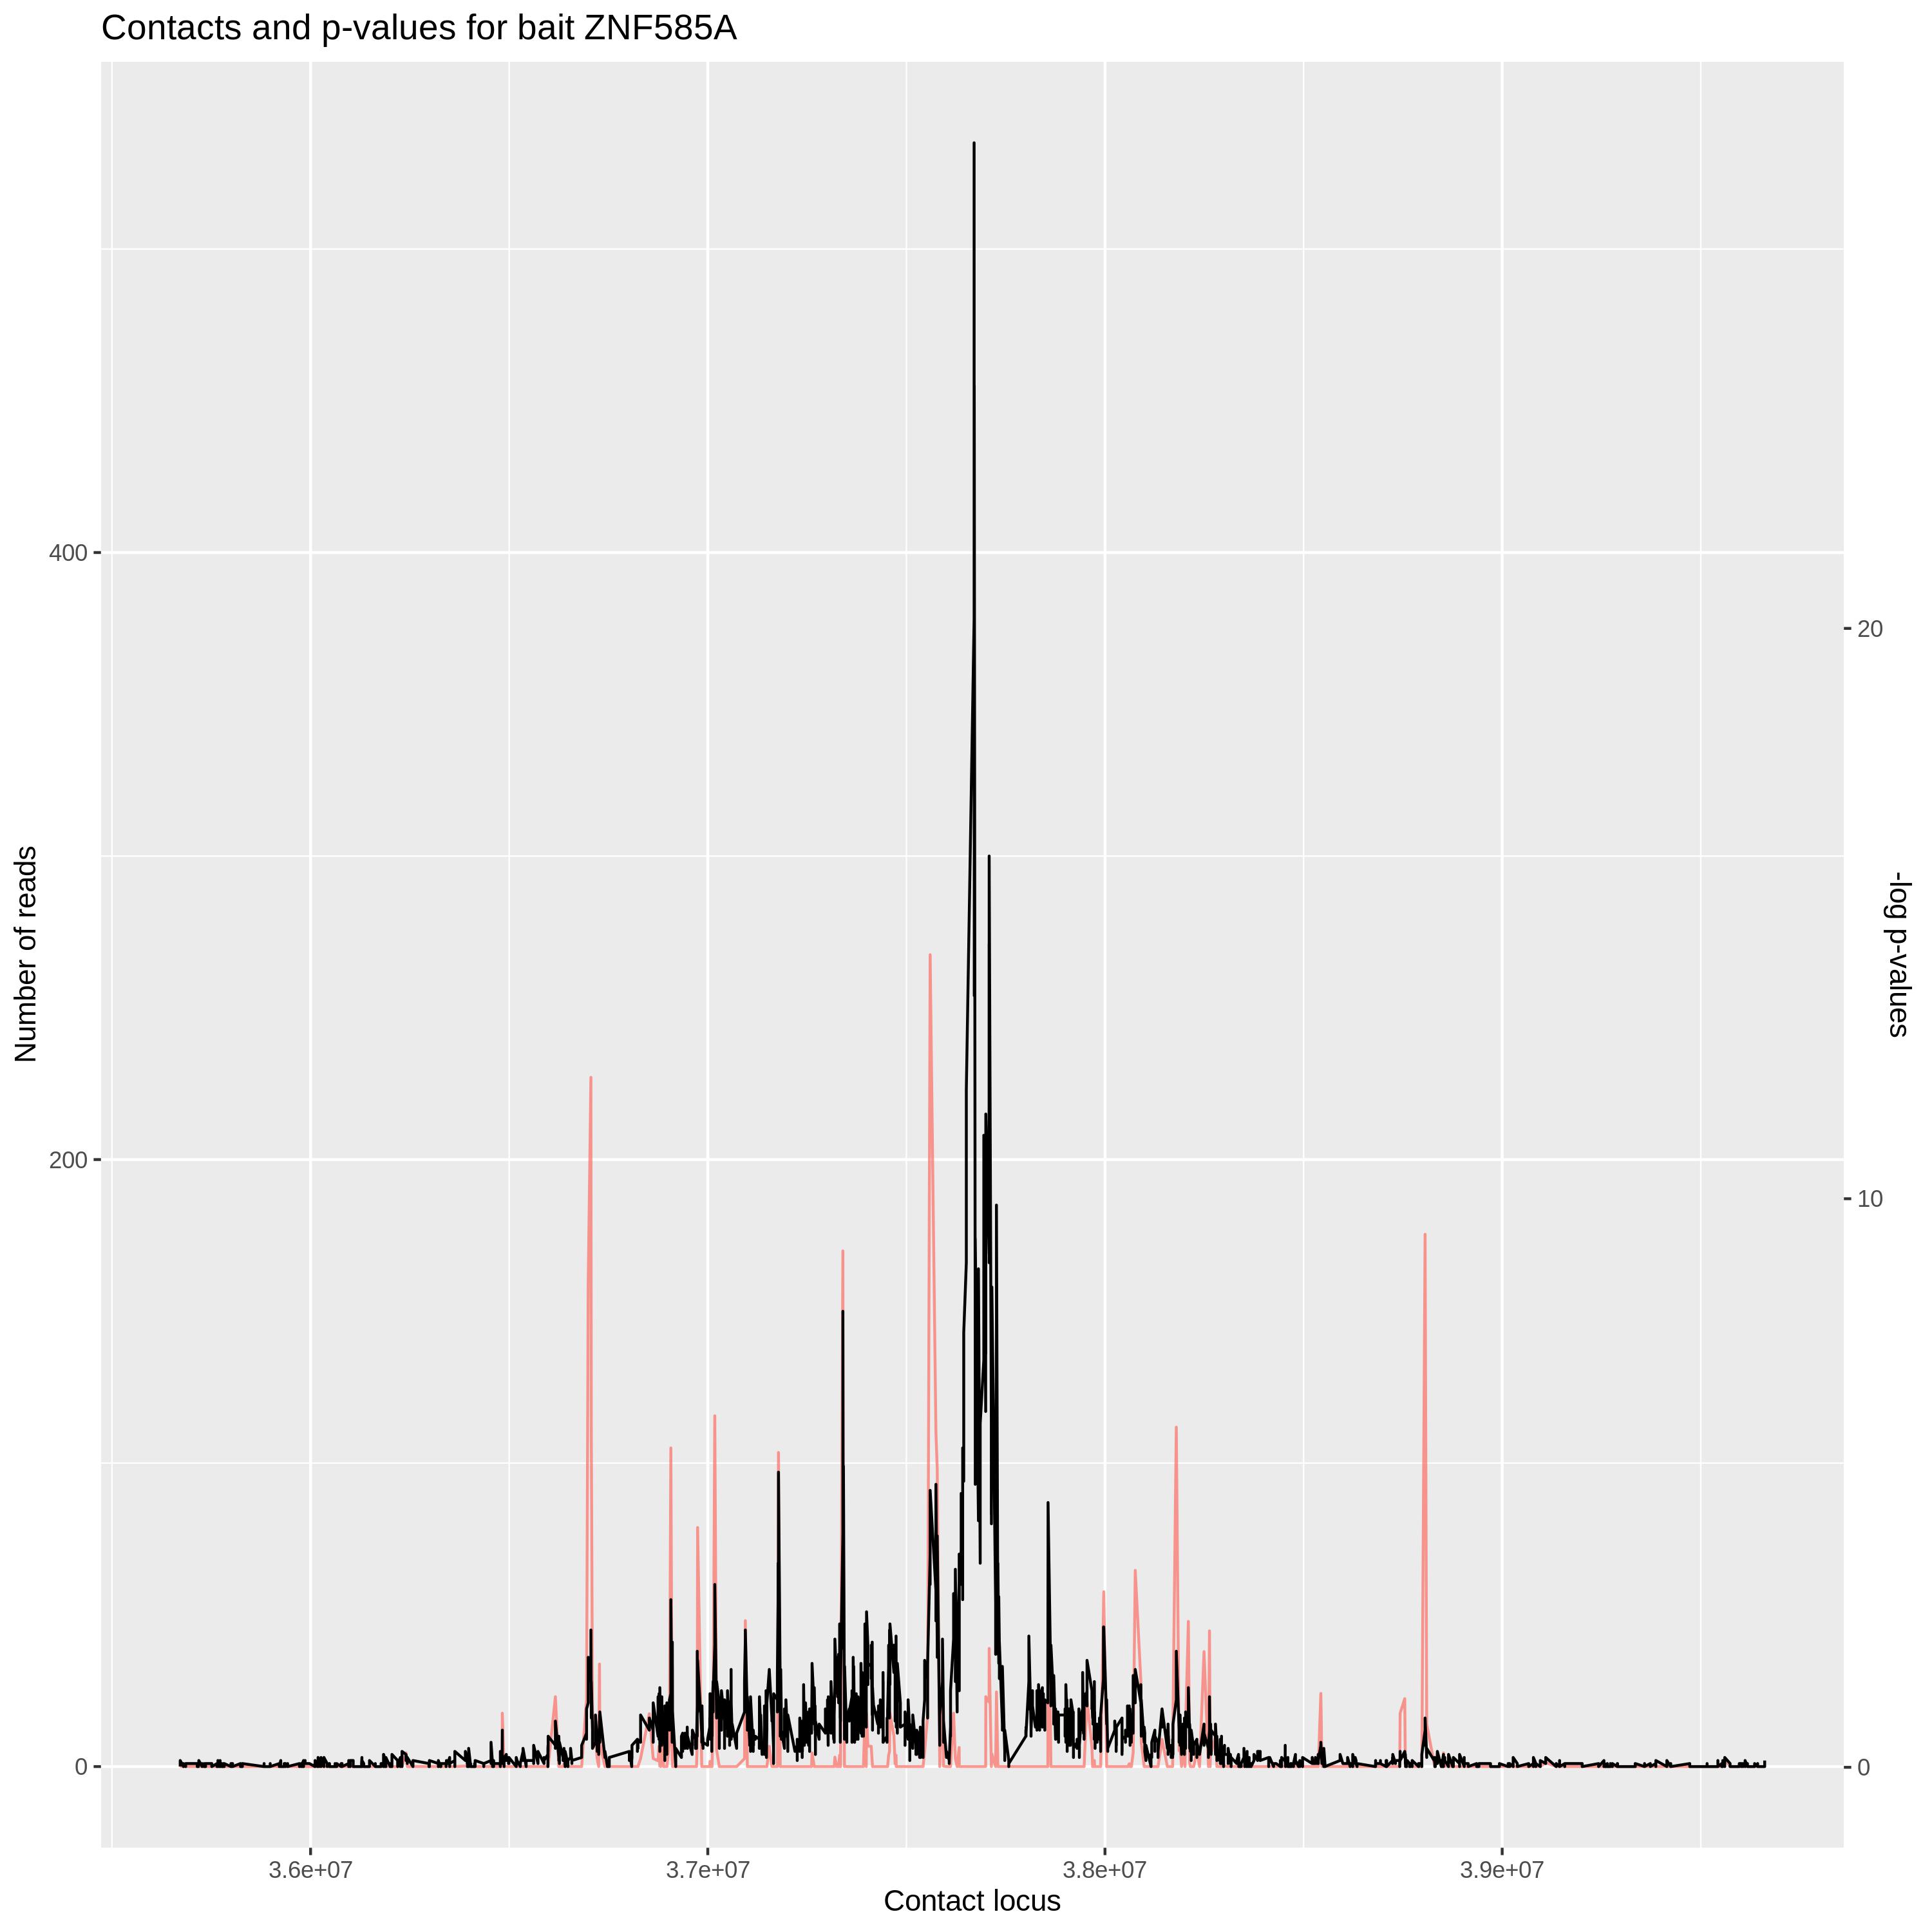 Contacts and p-values for bait ZNF585A
Number of reads
400
200
0
20
10
0
-log p-values
3.6e+07
3.7e+07
3.8e+07
3.9e+07
Contact locus